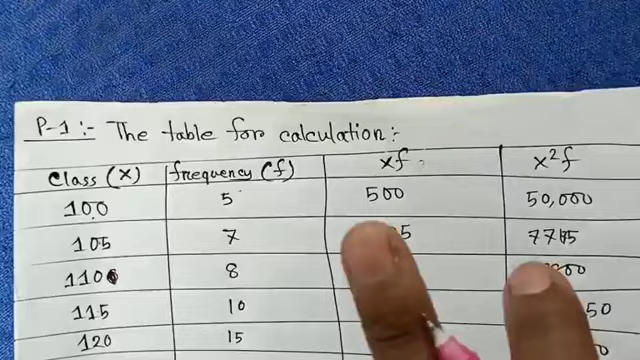 P-1:- The table for calculation:-
Class (x) frequency (f) xf x²f
100 5 500 50,000
105 7 7715
110 8
115 10
120 15